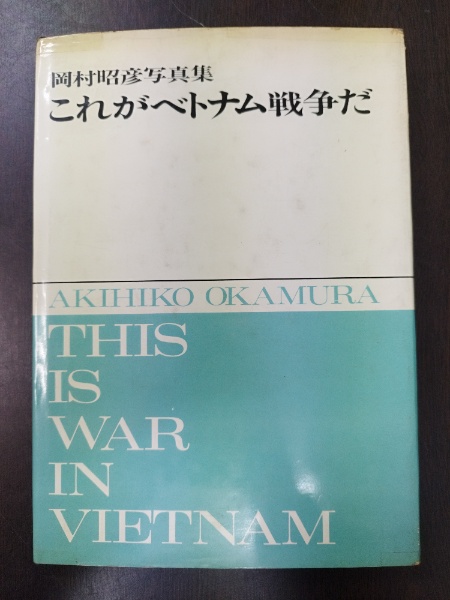 岡村昭彦写真集
これがベトナム戦争だ
AKIHIKO OKAMURA
THIS
IS
WAR
IN
VIETNAM